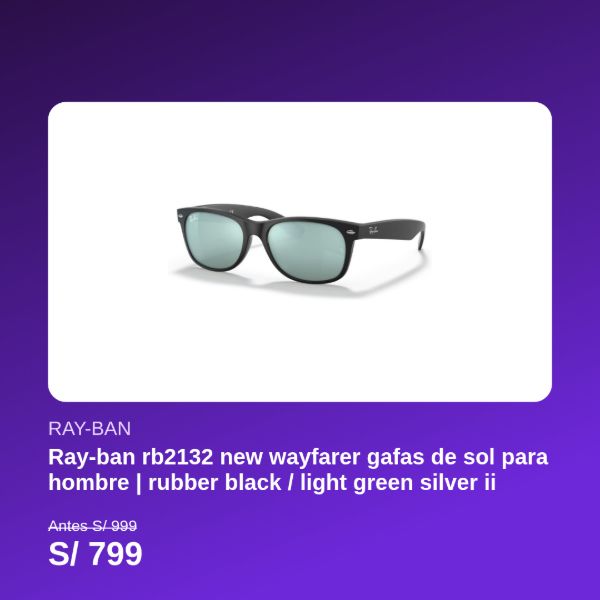 RAY-BAN
Ray-ban rb2132 new wayfarer gafas de sol para
hombre | rubber black / light green silver ii
Antes S/ 999
S/ 799